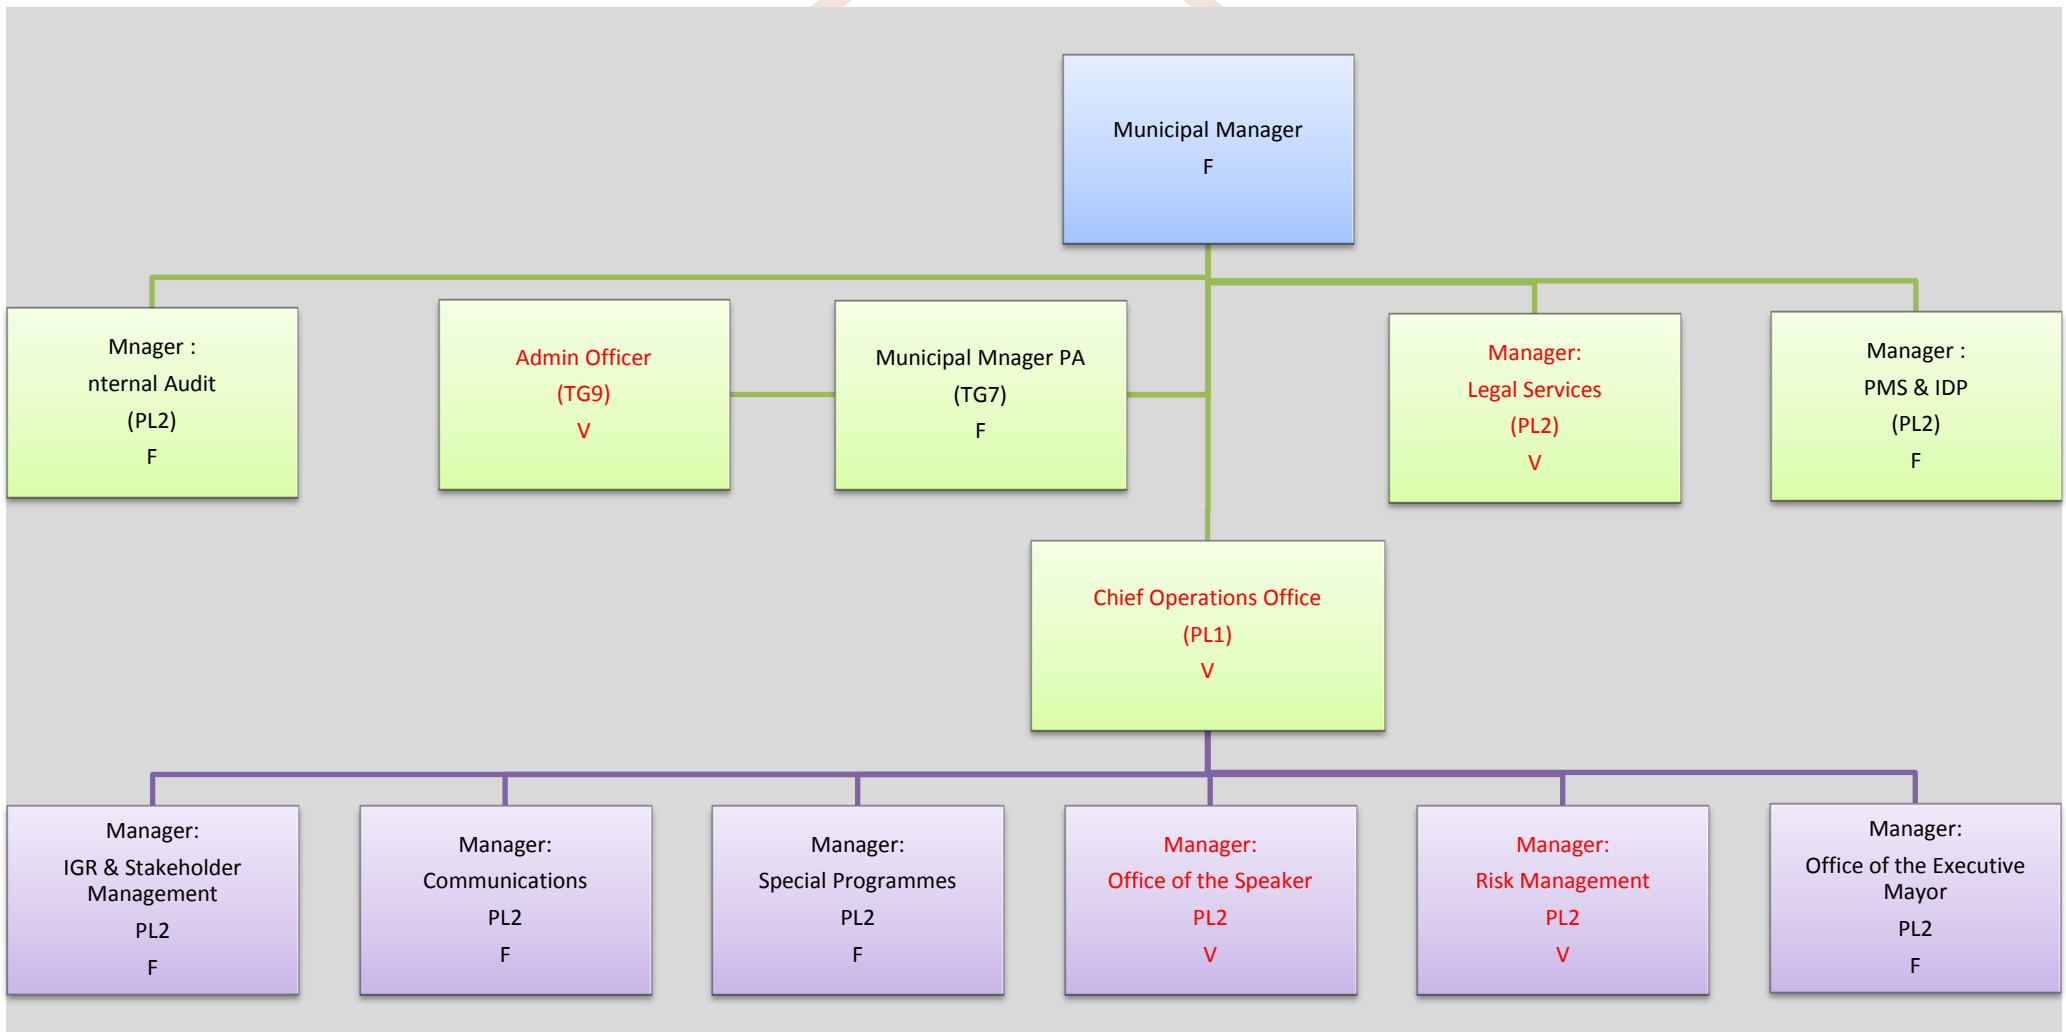 Municipal Manager
F
Mnager :
nternal Audit
(PL2)
F
Admin Officer
(TG9)
V
Municipal Mnager PA
(TG7)
F
Manager:
Legal Services
(PL2)
V
Manager :
PMS & IDP
(PL2)
F
Chief Operations Office
(PL1)
V
Manager:
IGR & Stakeholder
Management
PL2
F
Manager:
Communications
PL2
F
Manager:
Special Programmes
PL2
F
Manager:
Office of the Speaker
PL2
V
Manager:
Risk Management
PL2
V
Manager:
Office of the Executive
Mayor
PL2
F